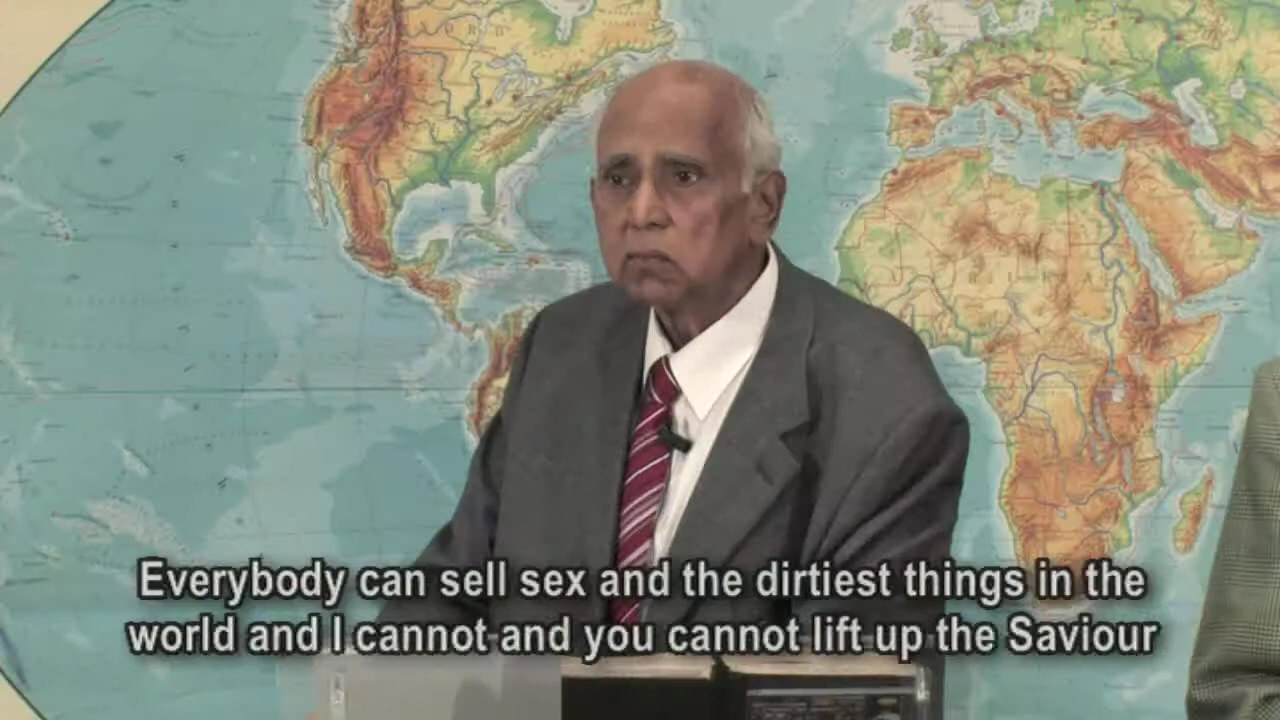 Everybody can sell sex and the dirtiest things in the
world and I cannot and you cannot lift up the Saviour